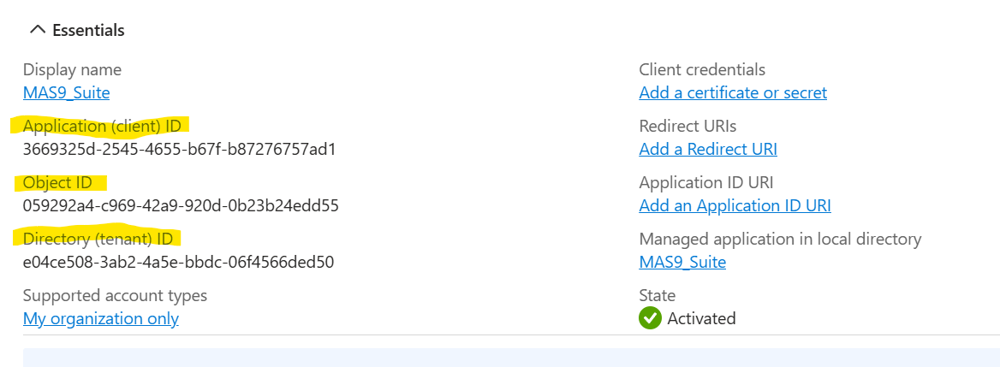 Essentials
Display name
MAS9_Suite
Application (client) ID
3669325d-2545-4655-b67f-b87276757ad1
Object ID
059292a4-c969-42a9-920d-0b23b24edd55
Directory (tenant) ID
e04ce508-3ab2-4a5e-bbdc-06f4566ded50
Supported account types
My organization only
Client credentials
Add a certificate or secret
Redirect URIs
Add a Redirect URI
Application ID URI
Add an Application ID URI
Managed application in local directory
MAS9_Suite
State
Activated